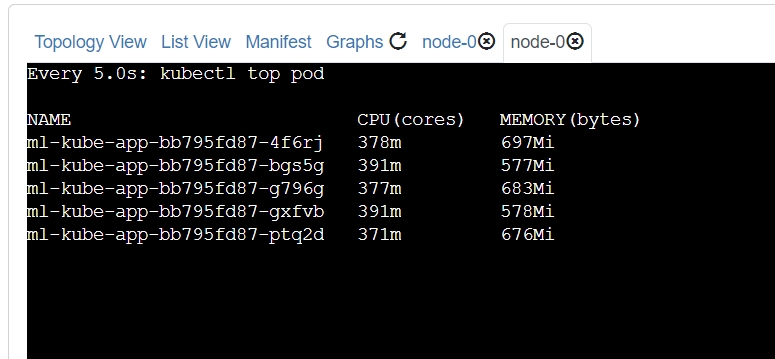 Topology View List View Manifest Graphs node-0 node-0
Every 5.0s: kubectl top pod
NAME CPU(cores) MEMORY(bytes)
ml-kube-app-bb795fd87-4f6rj 378m 697Mi
ml-kube-app-bb795fd87-bgs5g 391m 577Mi
ml-kube-app-bb795fd87-g796g 377m 683Mi
ml-kube-app-bb795fd87-gxfvb 391m 578Mi
ml-kube-app-bb795fd87-ptq2d 371m 676Mi